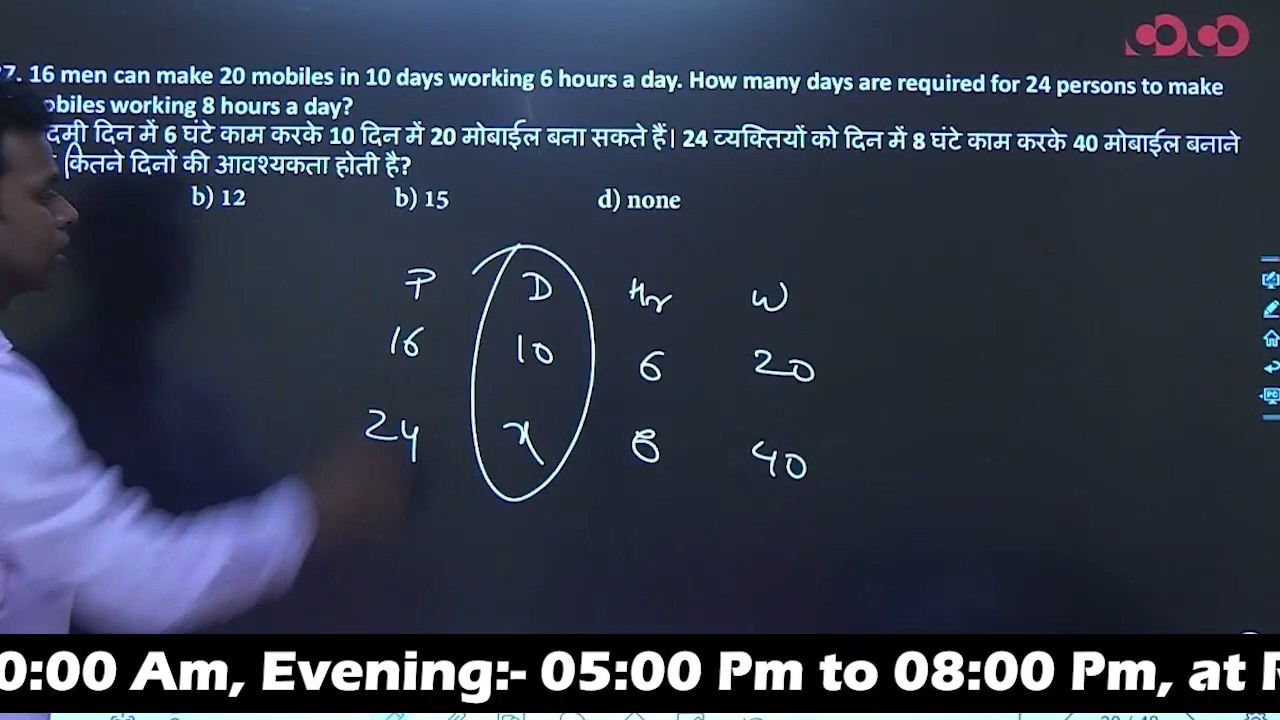 7. 16 men can make 20 mobiles in 10 days working 6 hours a day. How many days are required for 24 persons to make
obiles working 8 hours a day?
दमी दिन में 6 घंटे काम करके 10 दिन में 20 मोबाईल बना सकते हैं| 24 व्यक्तियों को दिन में 8 घंटे काम करके 40 मोबाईल बनाने
कितने दिनों की आवश्यकता होती है?
b) 12 b) 15 d) none
P D Hr W
16 10 6 20
24 x 8 40
0:00 Am, Evening:- 05:00 Pm to 08:00 Pm, at